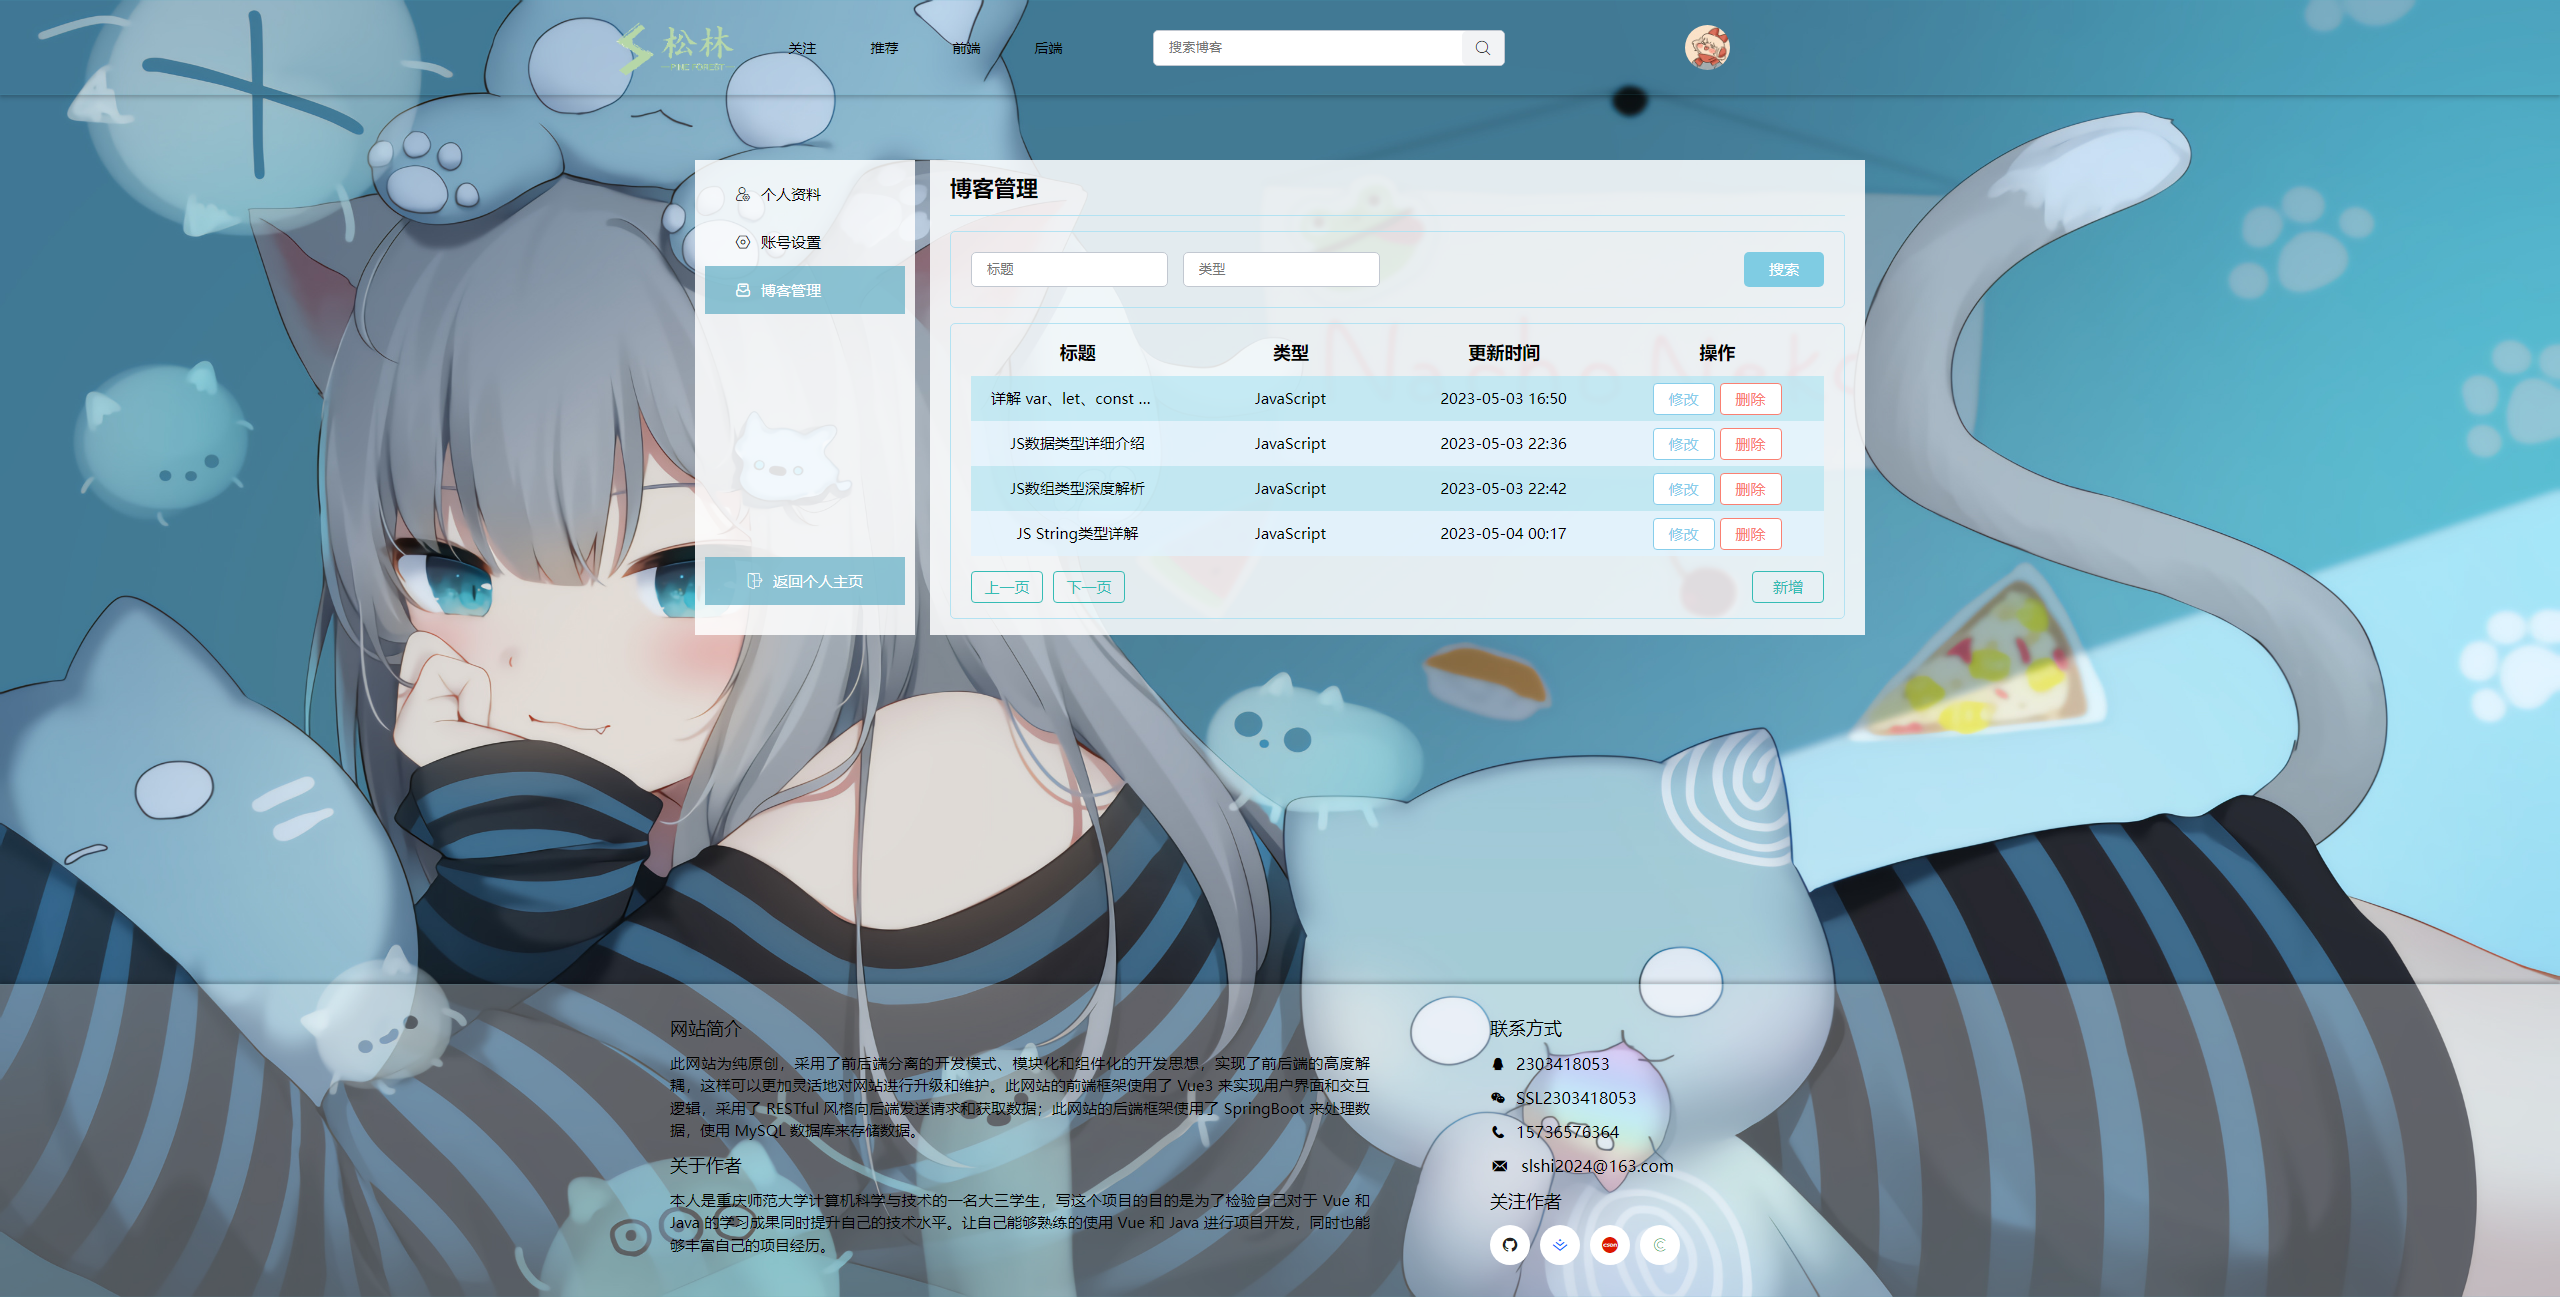 松林
PINE FOREST
关注 推荐 前端 后端
搜索博客
个人资料
账号设置
博客管理
返回个人主页
博客管理
标题 类型 搜索
标题 类型 更新时间 操作
详解 var、let、const ... JavaScript 2023-05-03 16:50 修改 删除
JS数据类型详细介绍 JavaScript 2023-05-03 22:36 修改 删除
JS数组类型深度解析 JavaScript 2023-05-03 22:42 修改 删除
JS String类型详解 JavaScript 2023-05-04 00:17 修改 删除
上一页 下一页 新增
网站简介
此网站为纯原创，采用了前后端分离的开发模式、模块化和组件化的开发思想，实现了前后端的高度解
耦，这样可以更加灵活地对网站进行升级和维护。此网站的前端框架使用了 Vue3 来实现用户界面和交互
逻辑，采用了 RESTful 风格向后端发送请求和获取数据；此网站的后端框架使用了 SpringBoot 来处理数
据，使用 MySQL 数据库来存储数据。
关于作者
本人是重庆师范大学计算机科学与技术的一名大三学生，写这个项目的目的是为了检验自己对于 Vue 和
Java 的学习成果同时提升自己的技术水平。让自己能够熟练的使用 Vue 和 Java 进行项目开发，同时也能
够丰富自己的项目经历。
联系方式
2303418053
SSL2303418053
15736576364
slshi2024@163.com
关注作者
CSDN